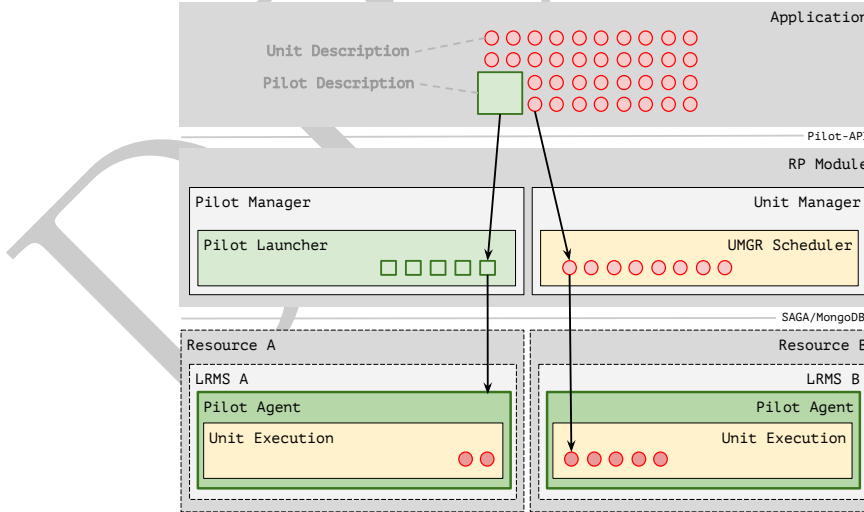 Application
Unit Description
Pilot Description
Pilot-API
RP Module
Pilot Manager
Unit Manager
Pilot Launcher
UMGR Scheduler
SAGA/MongoDB
Resource A
Resource B
LRMS A
LRMS B
Pilot Agent
Pilot Agent
Unit Execution
Unit Execution